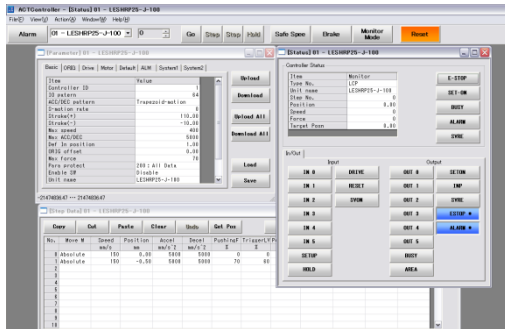 ACTController - [Status] 01 - LESHRP25-J-100
File(F) View(V) Action(A) Window(W) Help(H)
Alarm 01 - LESHRP25-J-100 0 Go Step Stop Hold Safe Spee Brake Monitor Mode Reset
[Parameter] 01 - LESHRP25-J-100
Basic ORIG Drive Motor Default ALM System1 System2
Item Value
Controller ID 1
IO patern 64
ACC/DEC pattern Trapezoid-motion
S-motion rate 0
Stroke(+) 110.00
Stroke(-) -10.00
Max speed 400
Max ACC/DEC 5000
Def In position 1.00
ORIG offset 0.00
Max force 70
Para protect 200 : All Data
Enable SW Disable
Unit name LESHRP25-J-100
Upload
Download
Upload All
Download All
Load
Save
-21474836.47 --- 21474836.47
[Step Data] 01 - LESHRP25-J-100
Copy Cut Paste Clear Undo Get Pos
No. Move M Speed Position Accel Decel PushingF TriggerLV
mm/s mm mm/s^2 mm/s^2 % %
0 Absolute 150 0.00 5000 5000 0 0
1 Absolute 150 -0.50 5000 5000 70 60
2
3
4
5
6
7
8
9
10
[Status] 01 - LESHRP25-J-100
Controller Status
Item Monitor
Type No. LCP
Unit name LESHRP25-J-100
Step No. 0
Position 0.00
Speed 0
Force 0
Target Posn 0.00
E-STOP
SET-ON
BUSY
ALARM
SVRE
In/Out
Input Output
IN 0 DRIVE OUT 0 SETON
IN 1 RESET OUT 1 INP
IN 2 SVON OUT 2 SVRE
IN 3 OUT 3 ESTOP *
IN 4 OUT 4 ALARM *
IN 5 OUT 5
SETUP BUSY
HOLD AREA